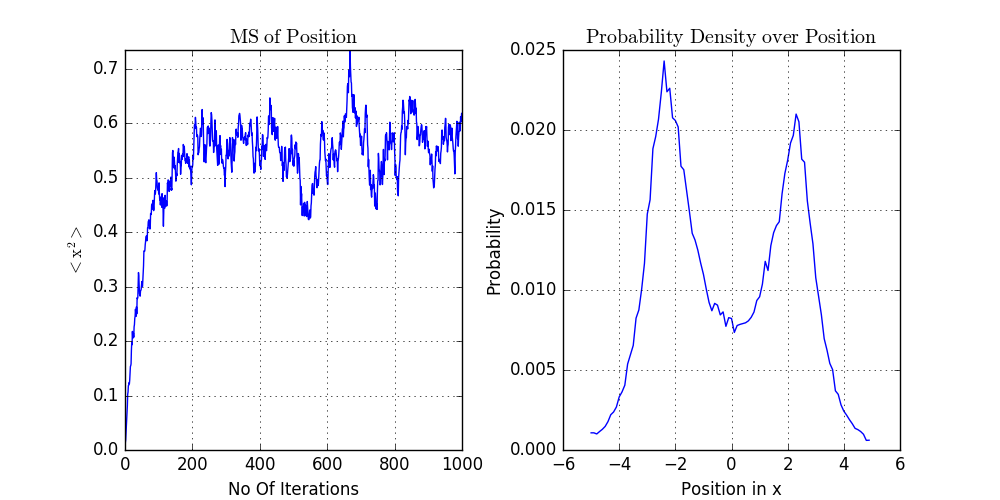 MS of Position
0.7
0.6
0.5
0.4
0.3
0.2
0.1
0.0
< x² >
0 200 400 600 800 1000
No Of Iterations
Probability Density over Position
0.025
0.020
0.015
0.010
0.005
0.000
Probability
−6 −4 −2 0 2 4 6
Position in x